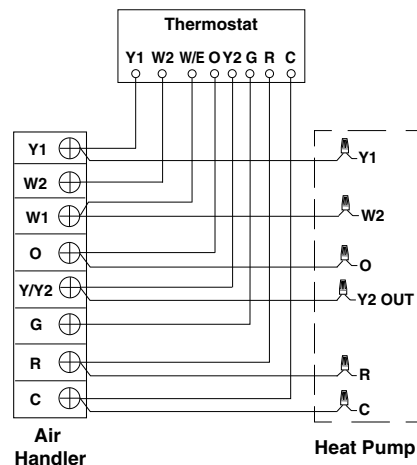 Thermostat
Y1 W2 W/E O Y2 G R C
Y1
W2
W1
O
Y/Y2
G
R
C
Air
Handler
Y1
W2
O
Y2 OUT
R
C
Heat Pump